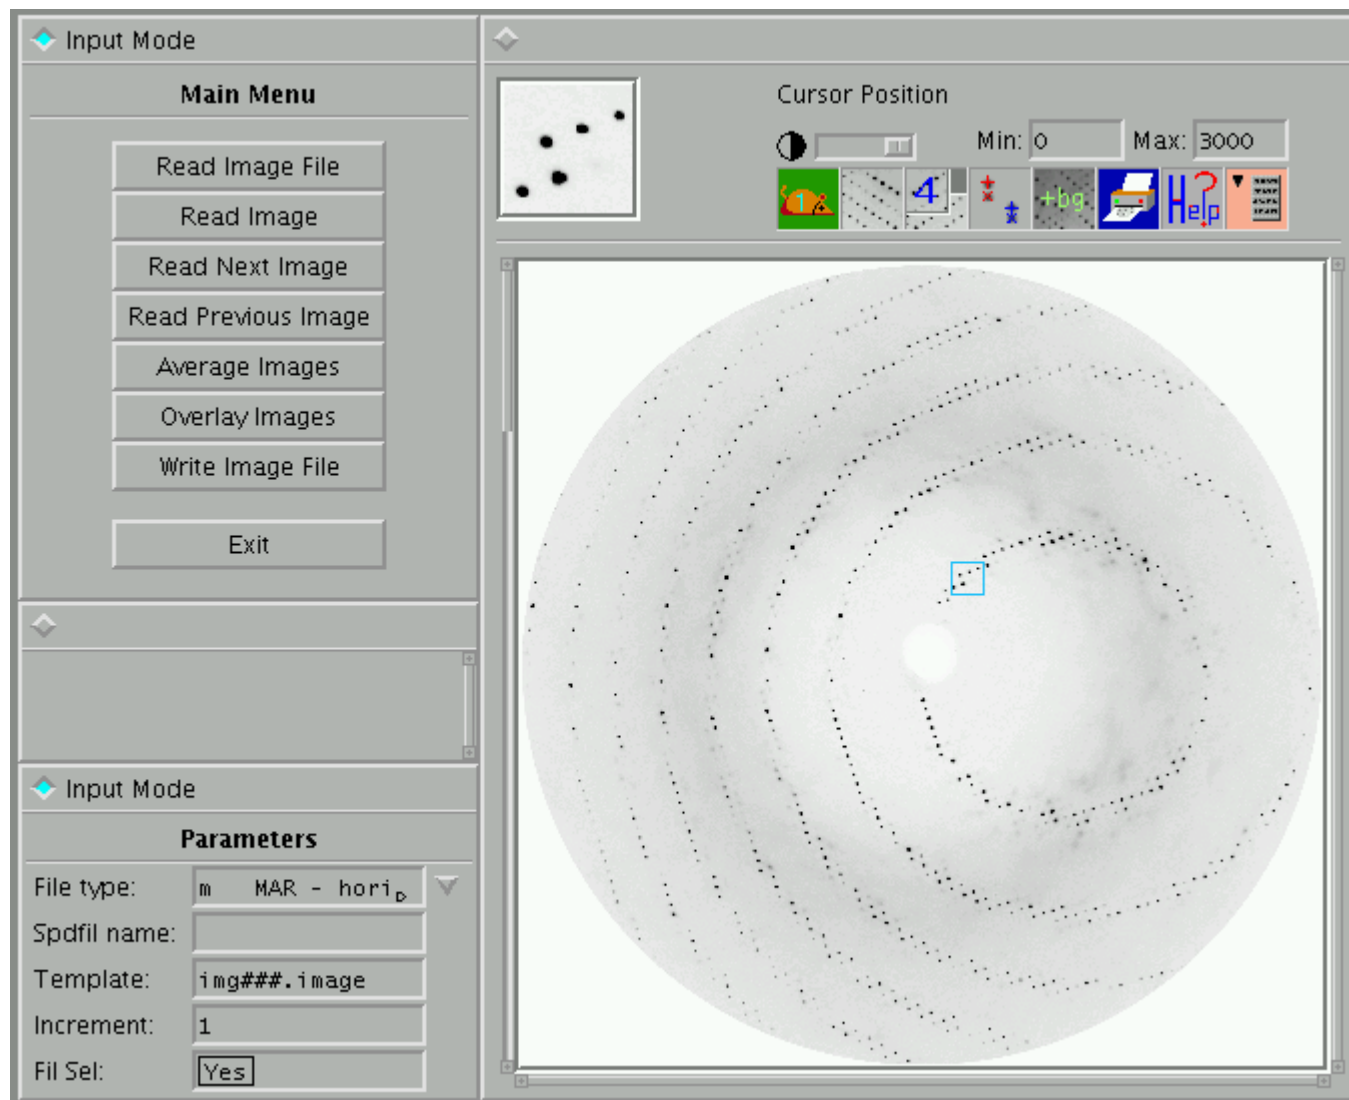 Input Mode
Main Menu
Read Image File
Read Image
Read Next Image
Read Previous Image
Average Images
Overlay Images
Write Image File
Exit
Input Mode
Parameters
File type: m MAR - hori
Spdfil name:
Template: img###.image
Increment: 1
Fil Sel: Yes
Cursor Position
Min: 0 Max: 3000
1 4 +bg Help